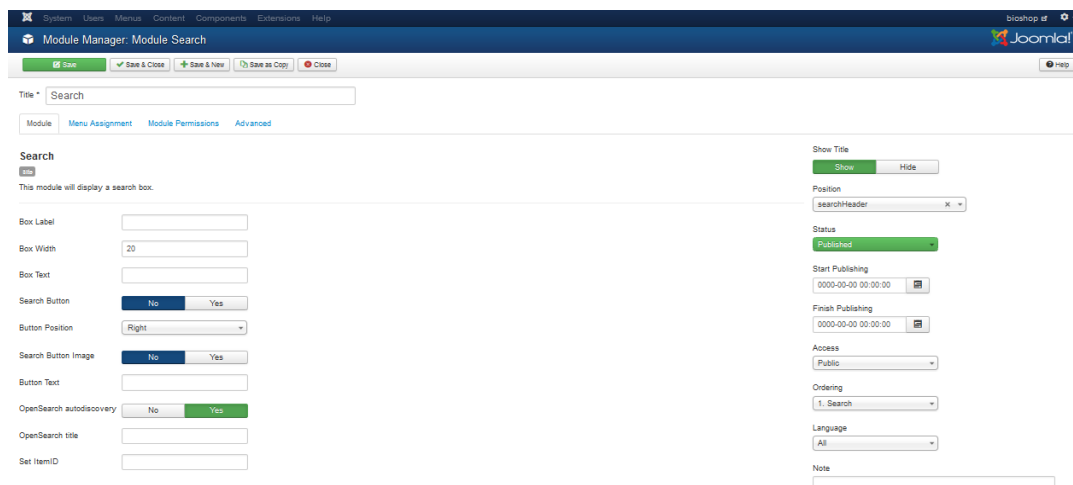 System Users Menus Content Components Extensions Help bioshop
Module Manager: Module Search Joomla!
Save Save & Close Save & New Save as Copy Close Help
Title * Search
Module Menu Assignment Module Permissions Advanced
Search
Site
This module will display a search box.
Box Label
Box Width 20
Box Text
Search Button No Yes
Button Position Right
Search Button Image No Yes
Button Text
OpenSearch autodiscovery No Yes
OpenSearch title
Set ItemID
Show Title
Show Hide
Position
searchHeader
Status
Published
Start Publishing
0000-00-00 00:00:00
Finish Publishing
0000-00-00 00:00:00
Access
Public
Ordering
1. Search
Language
All
Note